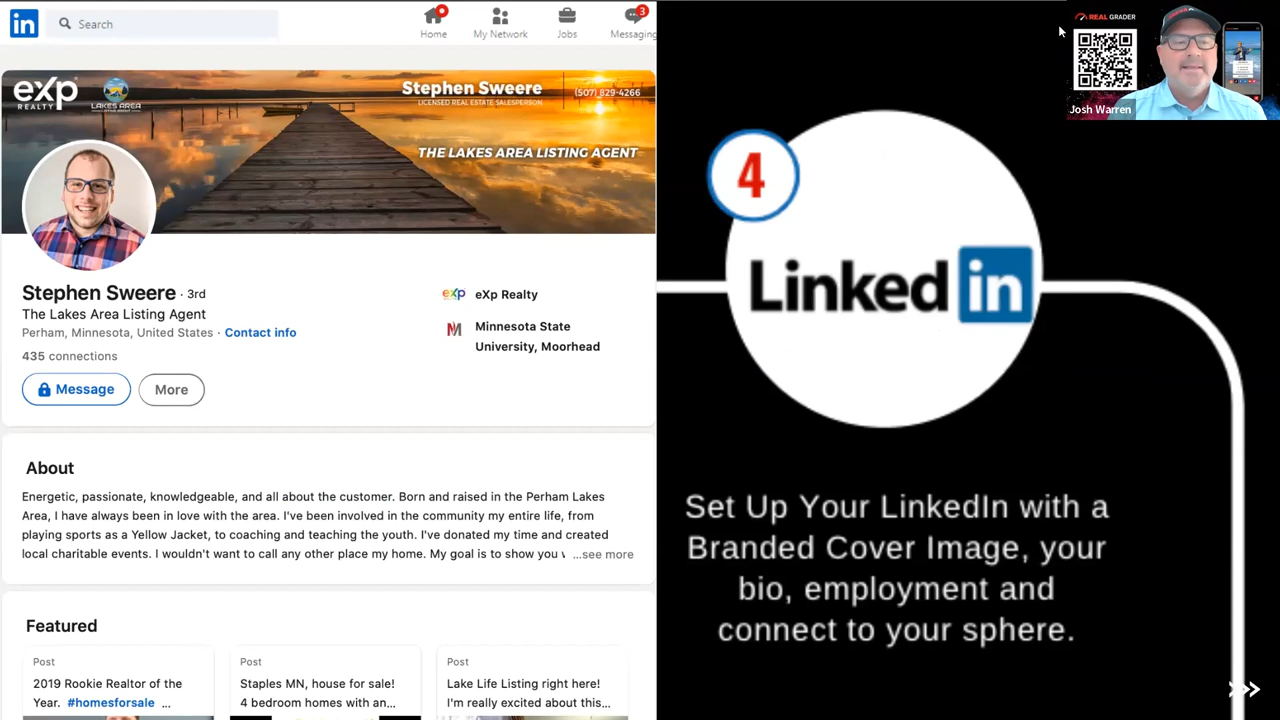 in
Search
Home
My Network
Jobs
3
Messaging
eXp
REALTY
LAKES AREA
Stephen Sweere
LICENSED REAL ESTATE SALESPERSON
(507) 829-4266
THE LAKES AREA LISTING AGENT
Stephen Sweere · 3rd
The Lakes Area Listing Agent
Perham, Minnesota, United States · Contact info
435 connections
Message
More
eXp
eXp Realty
M
Minnesota State
University, Moorhead
About
Energetic, passionate, knowledgeable, and all about the customer. Born and raised in the Perham Lakes
Area, I have always been in love with the area. I've been involved in the community my entire life, from
playing sports as a Yellow Jacket, to coaching and teaching the youth. I've donated my time and created
local charitable events. I wouldn't want to call any other place my home. My goal is to show you ...see more
Featured
Post
2019 Rookie Realtor of the
Year. #homesforsale ...
Post
Staples MN, house for sale!
4 bedroom homes with an...
Post
Lake Life Listing right here!
I'm really excited about this...
REAL GRADER
Josh Warren
4
Linked in
Set Up Your LinkedIn with a
Branded Cover Image, your
bio, employment and
connect to your sphere.